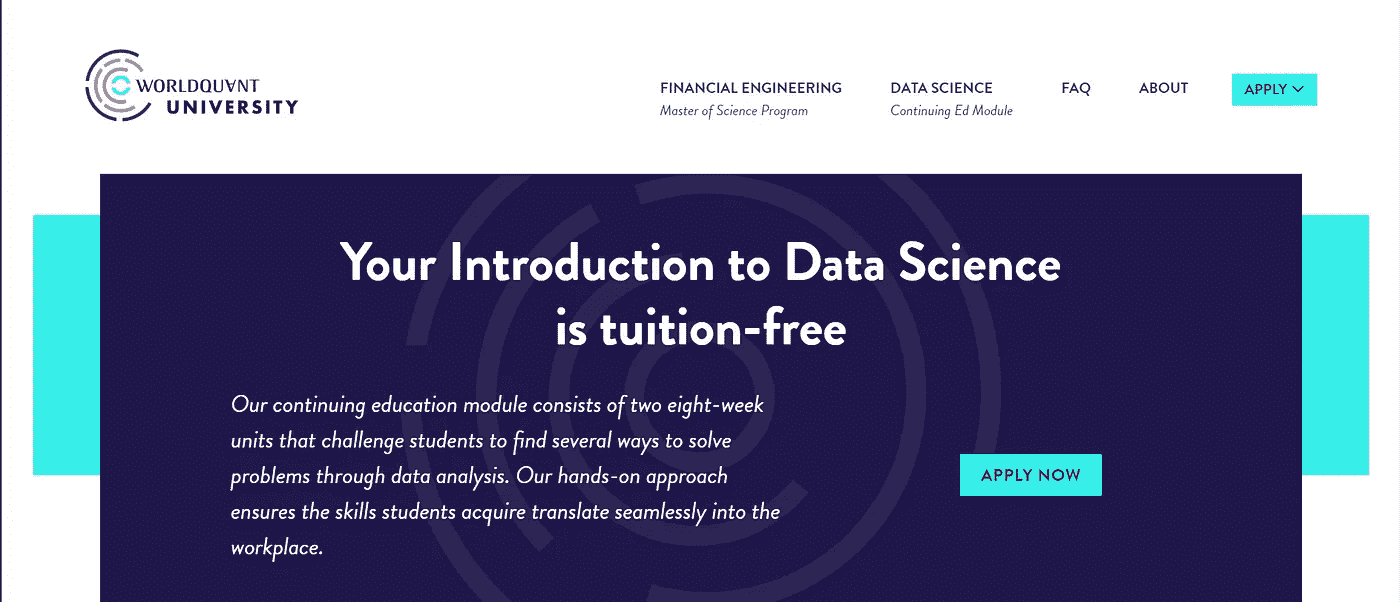 WORLDQUANT
UNIVERSITY
FINANCIAL ENGINEERING
Master of Science Program
DATA SCIENCE
Continuing Ed Module
FAQ
ABOUT
APPLY
Your Introduction to Data Science
is tuition-free
Our continuing education module consists of two eight-week
units that challenge students to find several ways to solve
problems through data analysis. Our hands-on approach
ensures the skills students acquire translate seamlessly into the
workplace.
APPLY NOW